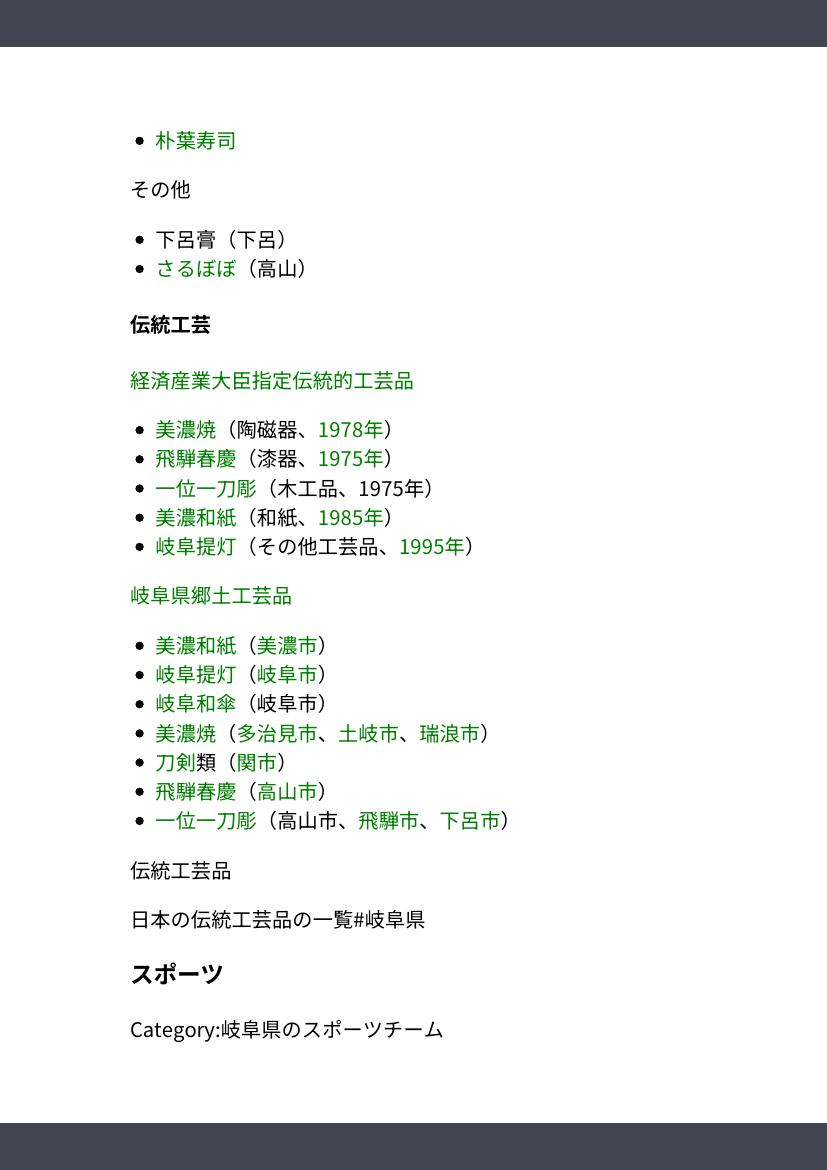 朴葉寿司
その他
下呂膏（下呂）
さるぼぼ（高山）
伝統工芸
経済産業大臣指定伝統的工芸品
美濃焼（陶磁器、1978年）
飛騨春慶（漆器、1975年）
一位一刀彫（木工品、1975年）
美濃和紙（和紙、1985年）
岐阜提灯（その他工芸品、1995年）
岐阜県郷土工芸品
美濃和紙（美濃市）
岐阜提灯（岐阜市）
岐阜和傘（岐阜市）
美濃焼（多治見市、土岐市、瑞浪市）
刀剣類（関市）
飛騨春慶（高山市）
一位一刀彫（高山市、飛騨市、下呂市）
伝統工芸品
日本の伝統工芸品の一覧#岐阜県
スポーツ
Category:岐阜県のスポーツチーム